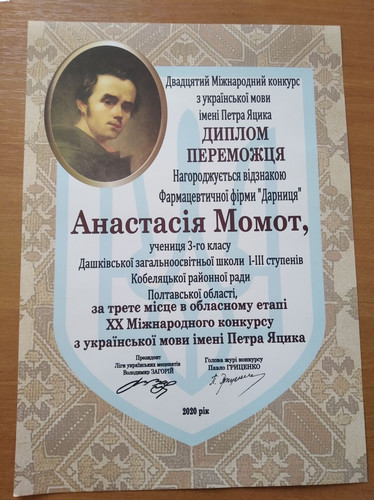 Двадцятий Міжнародний конкурс
з української мови
імені Петра Яцика
ДИПЛОМ
ПЕРЕМОЖЦЯ
Нагороджується відзнакою
Фармацевтичної фірми "Дарниця"
Анастасія Момот,
учениця 3-го класу
Дашківської загальноосвітньої школи І-ІІІ ступенів
Кобеляцької районної ради
Полтавської області,
за третє місце в обласному етапі
ХХ Міжнародного конкурсу
з української мови імені Петра Яцика
Президент
Ліги українських меценатів
Володимир ЗАГОРІЙ
Голова журі конкурсу
Павло ГРИЦЕНКО
2020 рік